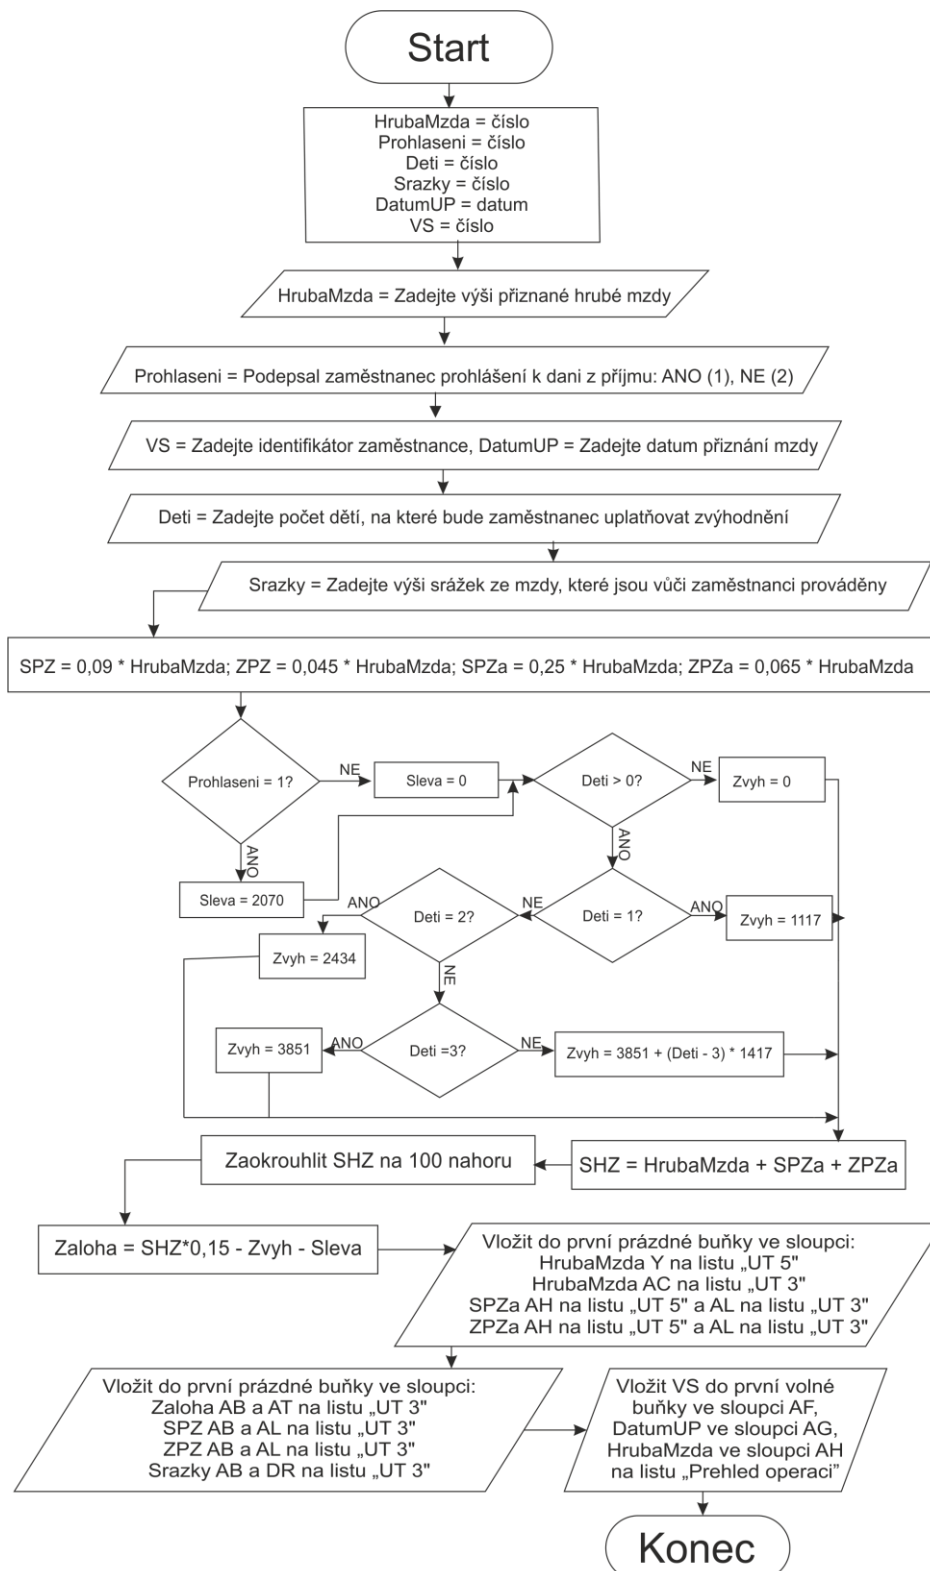 Start
HrubaMzda = číslo
Prohlaseni = číslo
Deti = číslo
Srazky = číslo
DatumUP = datum
VS = číslo
HrubaMzda = Zadejte výši přiznané hrubé mzdy
Prohlaseni = Podepsal zaměstnanec prohlášení k dani z příjmu: ANO (1), NE (2)
VS = Zadejte identifikátor zaměstnance, DatumUP = Zadejte datum přiznání mzdy
Deti = Zadejte počet dětí, na které bude zaměstnanec uplatňovat zvýhodnění
Srazky = Zadejte výši srážek ze mzdy, které jsou vůči zaměstnanci prováděny
SPZ = 0,09 * HrubaMzda; ZPZ = 0,045 * HrubaMzda; SPZa = 0,25 * HrubaMzda; ZPZa = 0,065 * HrubaMzda
Prohlaseni = 1?
NE
Sleva = 0
Deti > 0?
NE
Zvyh = 0
ANO
ANO
Sleva = 2070
ANO
Deti = 2?
NE
Deti = 1?
ANO
Zvyh = 1117
Zvyh = 2434
NE
Zvyh = 3851
ANO
Deti =3?
NE
Zvyh = 3851 + (Deti - 3) * 1417
Zaokrouhlit SHZ na 100 nahoru
SHZ = HrubaMzda + SPZa + ZPZa
Zaloha = SHZ*0,15 - Zvyh - Sleva
Vložit do první prázdné buňky ve sloupci:
HrubaMzda Y na listu „UT 5"
HrubaMzda AC na listu „UT 3"
SPZa AH na listu „UT 5" a AL na listu „UT 3"
ZPZa AH na listu „UT 5" a AL na listu „UT 3"
Vložit do první prázdné buňky ve sloupci:
Zaloha AB a AT na listu „UT 3"
SPZ AB a AL na listu „UT 3"
ZPZ AB a AL na listu „UT 3"
Srazky AB a DR na listu „UT 3"
Vložit VS do první volné
buňky ve sloupci AF,
DatumUP ve sloupci AG,
HrubaMzda ve sloupci AH
na listu „Prehled operaci”
Konec